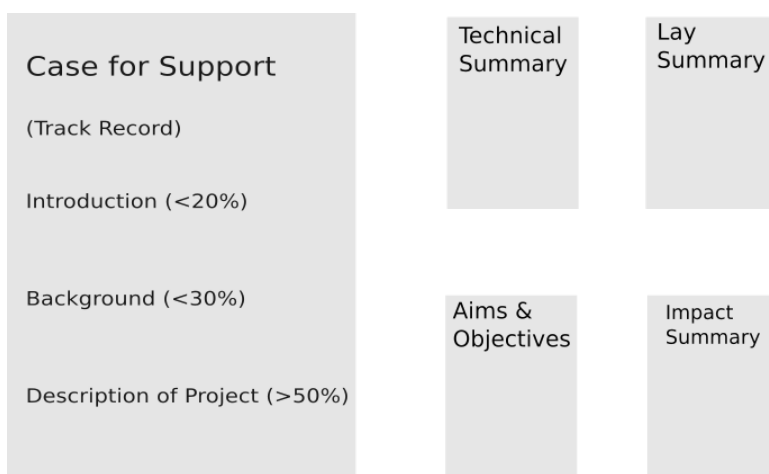 Case for Support
(Track Record)
Introduction (<20%)
Background (<30%)
Description of Project (>50%)
Technical
Summary
Lay
Summary
Aims &
Objectives
Impact
Summary